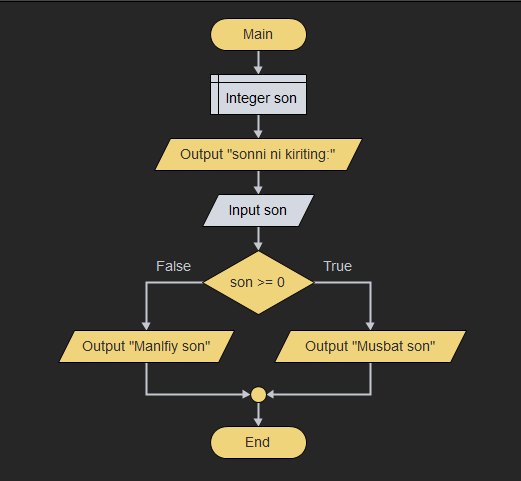 Main
Integer son
Output "sonni ni kiriting:"
Input son
False
True
son >= 0
Output "Manlfiy son"
Output "Musbat son"
End